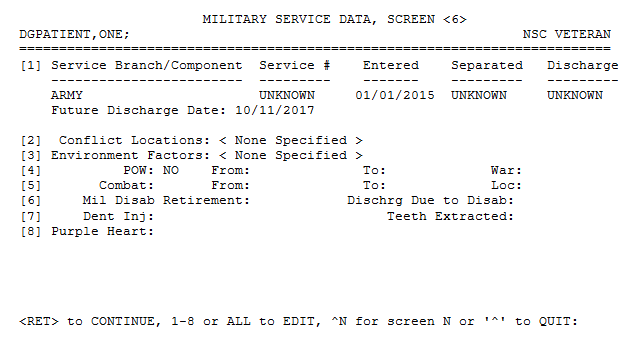 MILITARY SERVICE DATA, SCREEN <6>
DGPATIENT,ONE; NSC VETERAN
================================================================================
[1] Service Branch/Component Service # Entered Separated Discharge
------------------------ --------- ------- --------- ---------
ARMY UNKNOWN 01/01/2015 UNKNOWN UNKNOWN
Future Discharge Date: 10/11/2017
[2] Conflict Locations: < None Specified >
[3] Environment Factors: < None Specified >
[4] POW: NO From: To: War:
[5] Combat: From: To: Loc:
[6] Mil Disab Retirement: Dischrg Due to Disab:
[7] Dent Inj: Teeth Extracted:
[8] Purple Heart:
<RET> to CONTINUE, 1-8 or ALL to EDIT, ^N for screen N or '^' to QUIT: